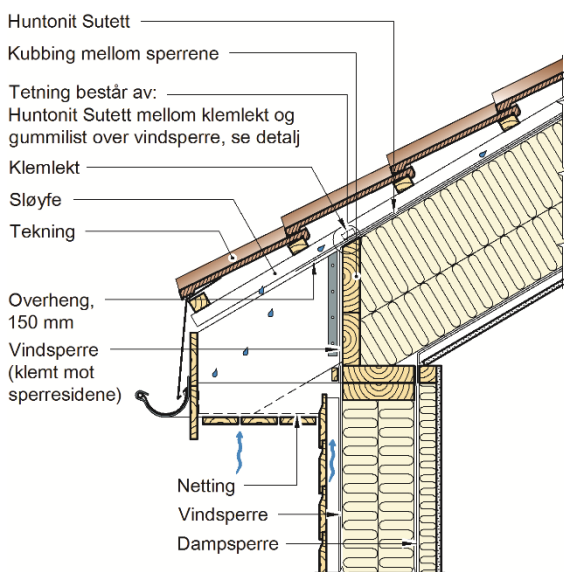 Huntonit Sutett
Kubbing mellom sperrene
Tetning består av:
Huntonit Sutett mellom klemlekt og
gummilist over vindsperre, se detalj
Klemlekt
Sløyfe
Tekning
Overheng,
150 mm
Vindsperre
(klemt mot
sperresidene)
Netting
Vindsperre
Dampsperre